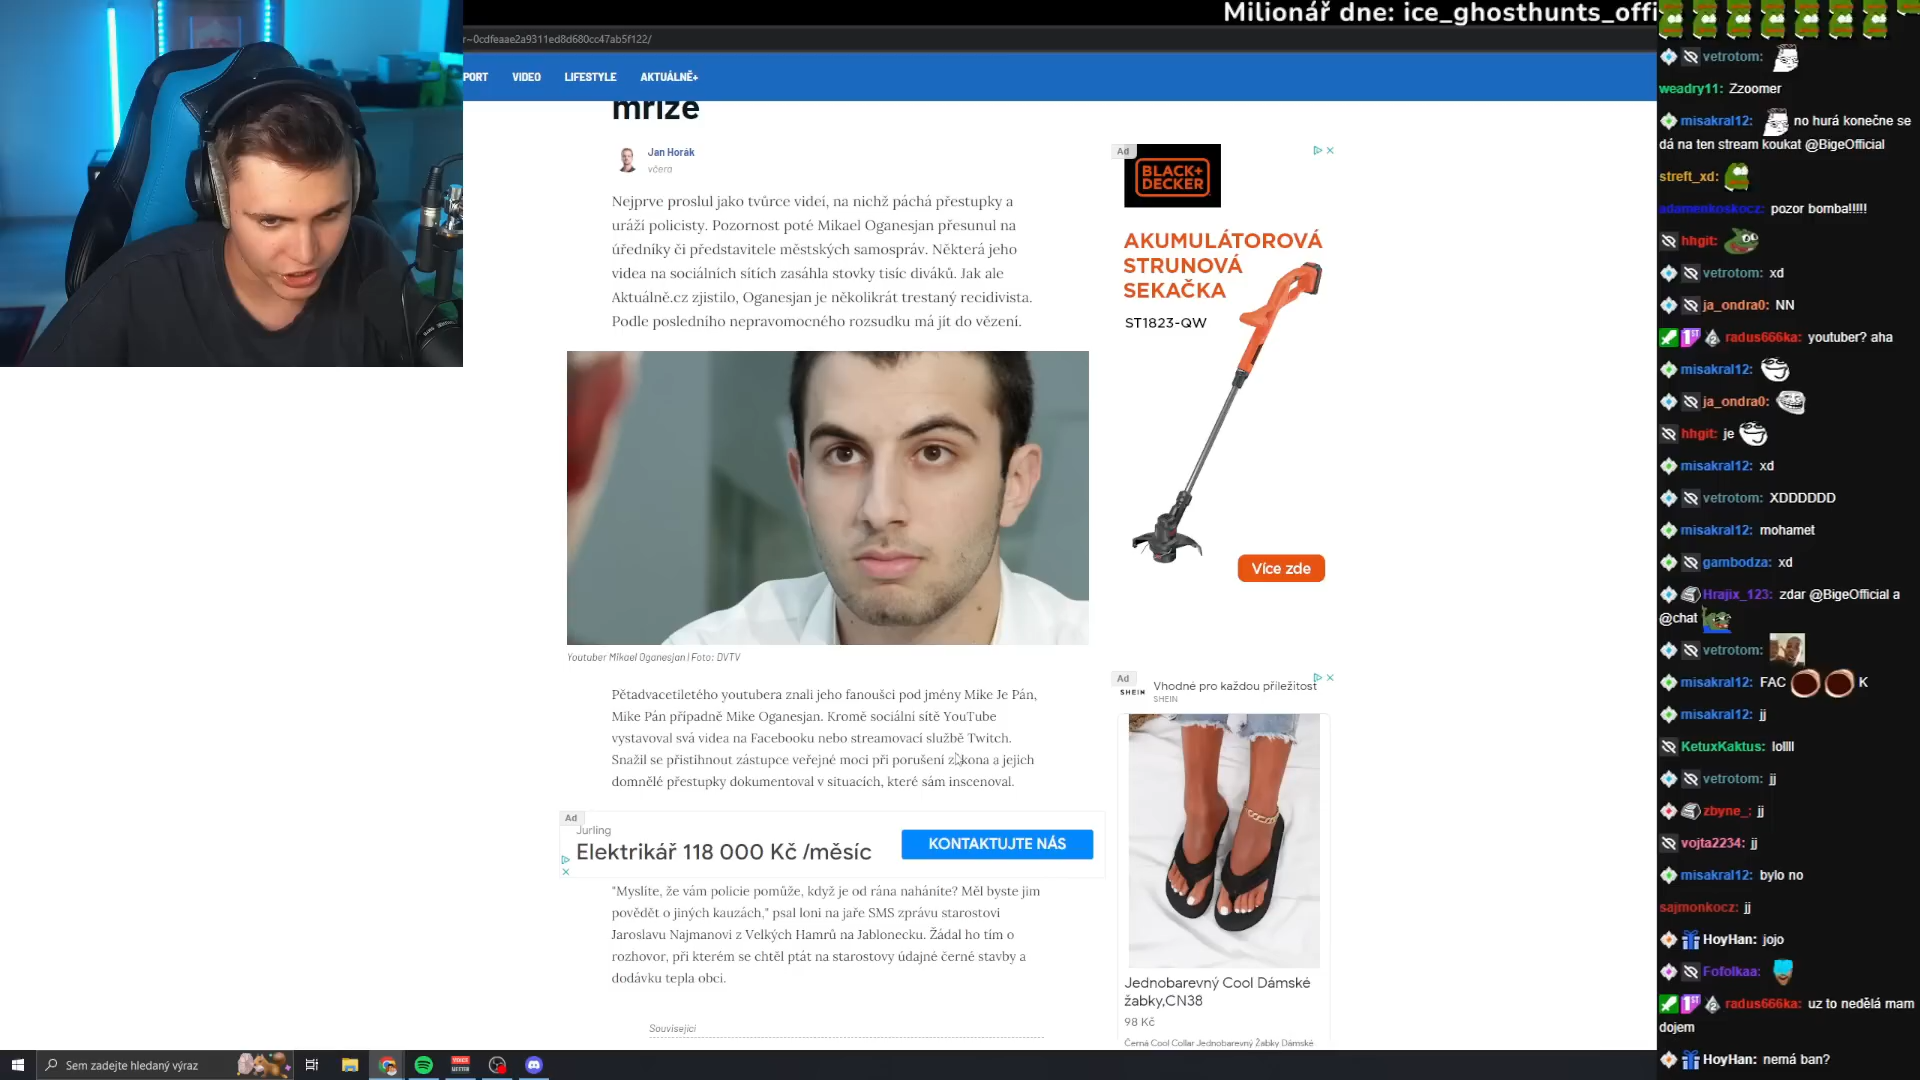 Milionář dne: ice_ghosthunts_offi
r~0cdfeaae2a9311ed8d680cc47ab5f122/
PORT VIDEO LIFESTYLE AKTUÁLNĚ+
mříže
Jan Horák
včera
Nejprve proslul jako tvůrce videí, na nichž páchá přestupky a
uráží policisty. Pozornost poté Mikael Oganesjan přesunul na
úředníky či představitele městských samospráv. Některá jeho
videa na sociálních sítích zasáhla stovky tisíc diváků. Jak ale
Aktuálně.cz zjistilo, Oganesjan je několikrát trestaný recidivista.
Podle posledního nepravomocného rozsudku má jít do vězení.
Youtuber Mikael Oganesjan | Foto: DVTV
Pětadvacetiletého youtubera znali jeho fanoušci pod jmény Mike Je Pán,
Mike Pán případně Mike Oganesjan. Kromě sociální sítě YouTube
vystavoval svá videa na Facebooku nebo streamovací službě Twitch.
Snažil se přistihnout zástupce veřejné moci při porušení zákona a jejich
domnělé přestupky dokumentoval v situacích, které sám inscenoval.
Ad
Jurling
Elektrikář 118 000 Kč /měsíc
KONTAKTUJTE NÁS
"Myslíte, že vám policie pomůže, když je od rána naháníte? Měl byste jim
povědět o jiných kauzách," psal loni na jaře SMS zprávu starostovi
Jaroslavu Najmanovi z Velkých Hamrů na Jablonecku. Žádal ho tím o
rozhovor, při kterém se chtěl ptát na starostovy údajné černé stavby a
dodávku tepla obci.
Související
Ad
BLACK+
DECKER
AKUMULÁTOROVÁ
STRUNOVÁ
SEKAČKA
ST1823-QW
Více zde
Ad
SHEIN
Vhodné pro každou příležitost
SHEIN
Jednobarevný Cool Dámské
žabky,CN38
98 Kč
Černá Cool Collar Jednobarevný Žabky Dámské
vetrotom:
weadry11: Zzoomer
misakral12: no hurá konečne se
dá na ten stream koukat @BigeOfficial
streft_xd:
adamenkoskocz: pozor bomba!!!!!
hhgit:
vetrotom: xd
ja_ondra0: NN
radus666ka: youtuber? aha
misakral12:
ja_ondra0:
hhgit: je
misakral12: xd
vetrotom: XDDDDDD
misakral12: mohamet
gambodza: xd
Hrajix_123: zdar @BigeOfficial a
@chat
vetrotom:
misakral12: FAC K
misakral12: jj
KetuxKaktus: lollll
vetrotom: jj
zbyne_: jj
vojta2234: jj
misakral12: bylo no
sajmonkocz: jj
HoyHan: jojo
Fofolkaa:
radus666ka: uz to nedělá mam
dojem
HoyHan: nemá ban?
Sem zadejte hledaný výraz